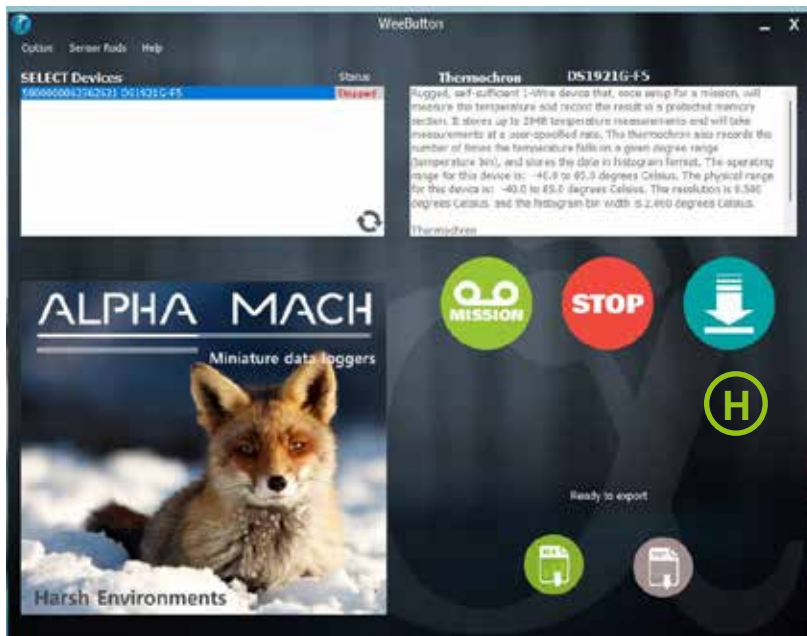 WeeButton
Option Sensor Rods Help
SELECT Devices Status
DS1921G-F5 Stopped
Thermochron DS1921G-F5
Rugged, self-sufficient 1-Wire device that, once setup for a mission, will
measure the temperature and record the result in a protected memory
section. It stores up to 2048 temperature measurements and will take
measurements at a user-specified rate. The thermochron also records the
number of times the temperature falls on a given degree range
(temperature bin), and stores the data in histogram format. The operating
range for this device is: -40.0 to 85.0 degrees Celsius. The physical range
for this device is: -40.0 to 85.0 degrees Celsius. The resolution is 0.500
degrees Celsius, and the histogram bin width is 2.000 degrees Celsius.
Thermochron
MISSION
STOP
ALPHA MACH
Miniature data loggers
H
Ready to export
Harsh Environments